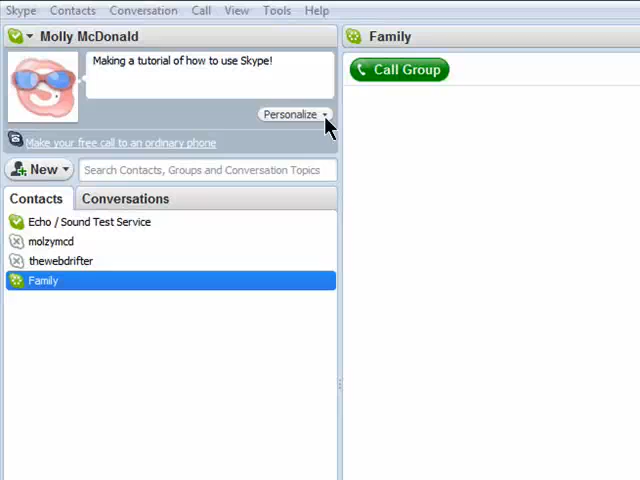 Skype Contacts Conversation Call View Tools Help
Molly McDonald
Making a tutorial of how to use Skype!
Personalize
Make your free call to an ordinary phone
New
Search Contacts, Groups and Conversation Topics
Contacts
Conversations
Echo / Sound Test Service
molzymcd
thewebdrifter
Family
Family
Call Group